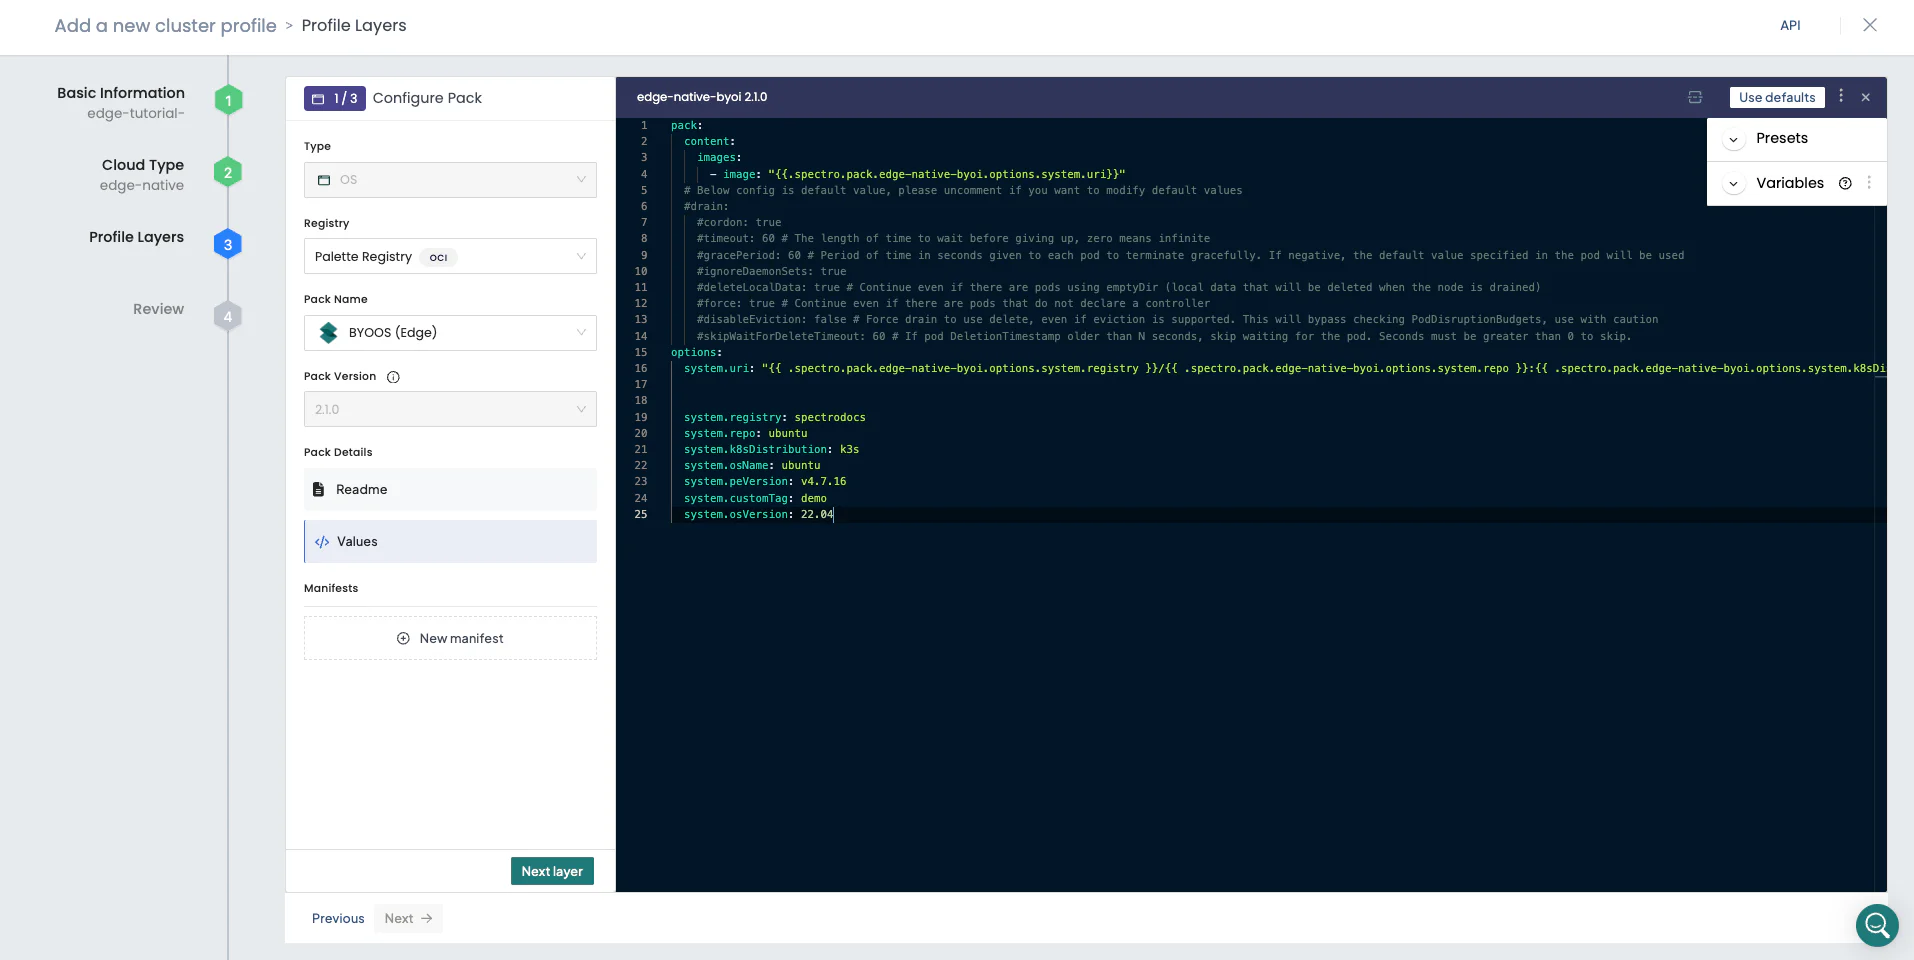 Add a new cluster profile > Profile Layers
API
Basic Information
edge-tutorial-
1
Cloud Type
edge-native
2
Profile Layers
3
Review
4
1 / 3 Configure Pack
Type
OS
Registry
Palette Registry OCI
Pack Name
BYOOS (Edge)
Pack Version
2.1.0
Pack Details
Readme
</> Values
Manifests
New manifest
Next layer
Previous
Next →
edge-native-byoi 2.1.0
Use defaults
Presets
Variables
1 pack:
2 content:
3 images:
4 - image: "{{.spectro.pack.edge-native-byoi.options.system.uri}}"
5 # Below config is default value, please uncomment if you want to modify default values
6 #drain:
7 #cordon: true
8 #timeout: 60 # The length of time to wait before giving up, zero means infinite
9 #gracePeriod: 60 # Period of time in seconds given to each pod to terminate gracefully. If negative, the default value specified in the pod will be used
10 #ignoreDaemonSets: true
11 #deleteLocalData: true # Continue even if there are pods using emptyDir (local data that will be deleted when the node is drained)
12 #force: true # Continue even if there are pods that do not declare a controller
13 #disableEviction: false # Force drain to use delete, even if eviction is supported. This will bypass checking PodDisruptionBudgets, use with caution
14 #skipWaitForDeleteTimeout: 60 # If pod DeletionTimestamp older than N seconds, skip waiting for the pod. Seconds must be greater than 0 to skip.
15 options:
16 system.uri: "{{ .spectro.pack.edge-native-byoi.options.system.registry }}/{{ .spectro.pack.edge-native-byoi.options.system.repo }}:{{ .spectro.pack.edge-native-byoi.options.system.k8sDi
17
18
19 system.registry: spectrodocs
20 system.repo: ubuntu
21 system.k8sDistribution: k3s
22 system.osName: ubuntu
23 system.peVersion: v4.7.16
24 system.customTag: demo
25 system.osVersion: 22.04